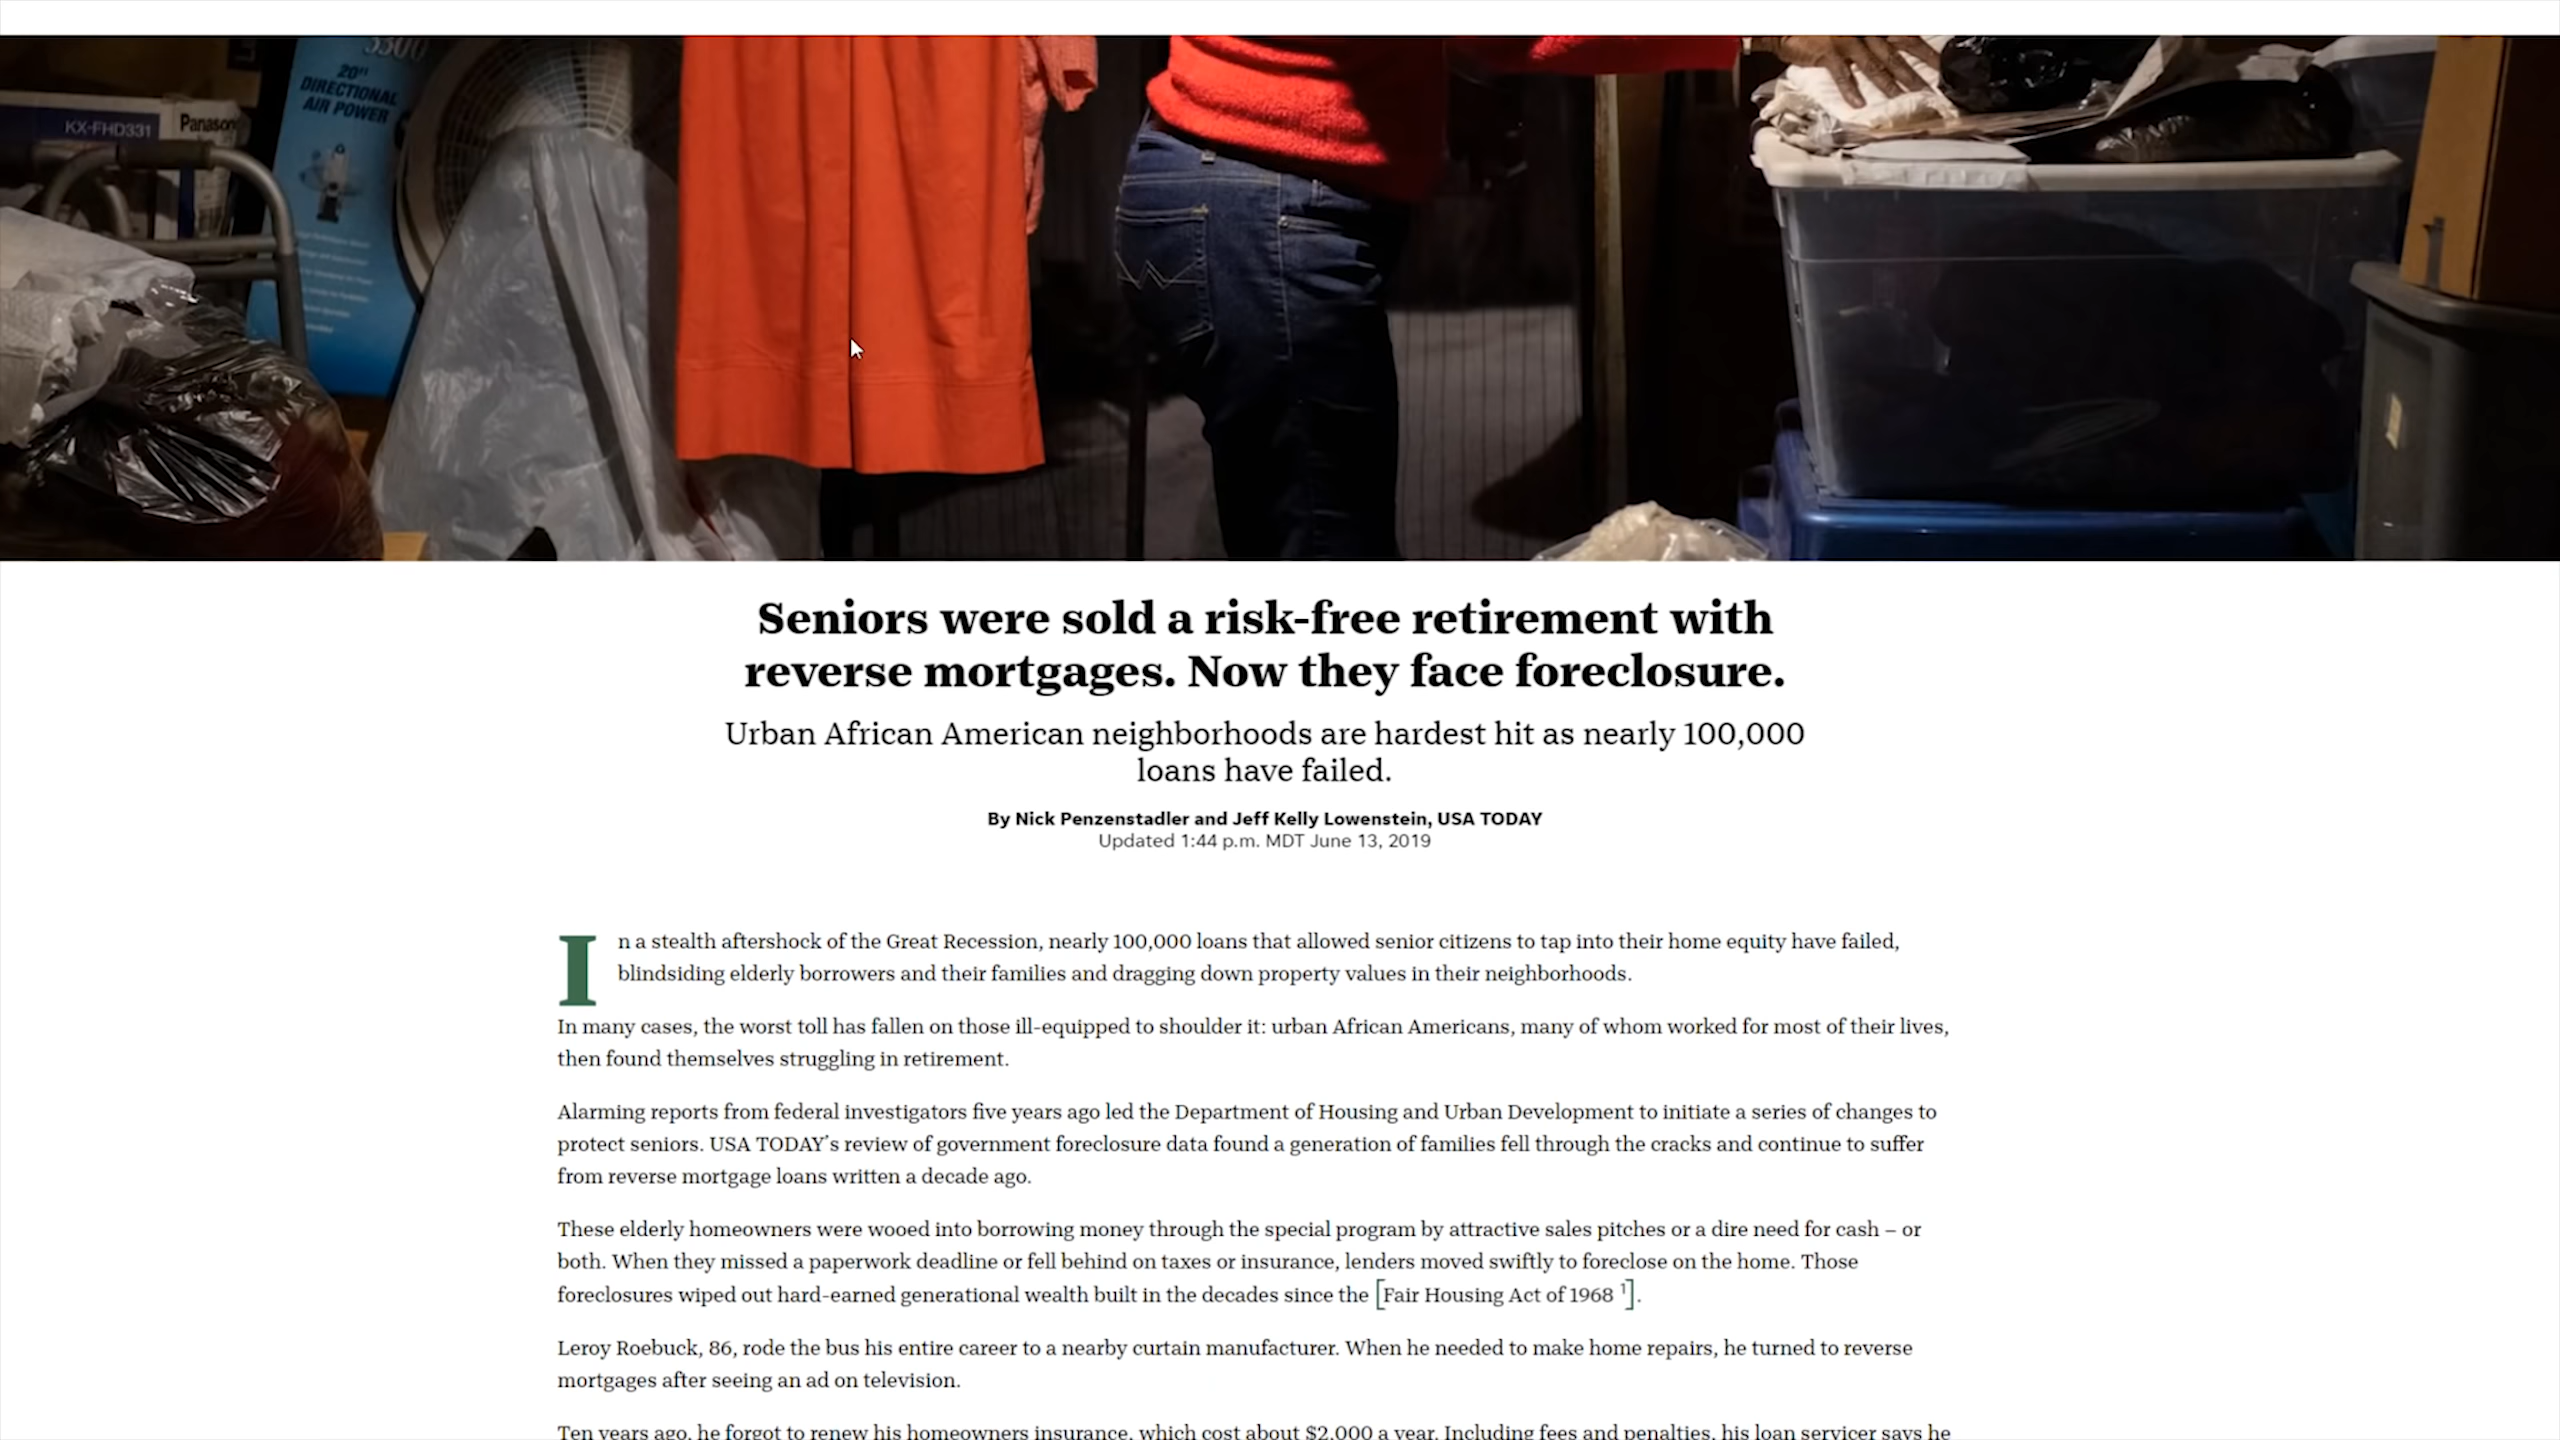 3300
20"
DIRECTIONAL
AIR POWER
KX-FHD331
Seniors were sold a risk-free retirement with
reverse mortgages. Now they face foreclosure.
Urban African American neighborhoods are hardest hit as nearly 100,000
loans have failed.
By Nick Penzenstadler and Jeff Kelly Lowenstein, USA TODAY
Updated 1:44 p.m. MDT June 13, 2019
In a stealth aftershock of the Great Recession, nearly 100,000 loans that allowed senior citizens to tap into their home equity have failed,
blindsiding elderly borrowers and their families and dragging down property values in their neighborhoods.
In many cases, the worst toll has fallen on those ill-equipped to shoulder it: urban African Americans, many of whom worked for most of their lives,
then found themselves struggling in retirement.
Alarming reports from federal investigators five years ago led the Department of Housing and Urban Development to initiate a series of changes to
protect seniors. USA TODAY's review of government foreclosure data found a generation of families fell through the cracks and continue to suffer
from reverse mortgage loans written a decade ago.
These elderly homeowners were wooed into borrowing money through the special program by attractive sales pitches or a dire need for cash – or
both. When they missed a paperwork deadline or fell behind on taxes or insurance, lenders moved swiftly to foreclose on the home. Those
foreclosures wiped out hard-earned generational wealth built in the decades since the [Fair Housing Act of 1968 ¹].
Leroy Roebuck, 86, rode the bus his entire career to a nearby curtain manufacturer. When he needed to make home repairs, he turned to reverse
mortgages after seeing an ad on television.
Ten years ago, he forgot to renew his homeowners insurance, which cost about $2,000 a year. Including fees and penalties, his loan servicer says he